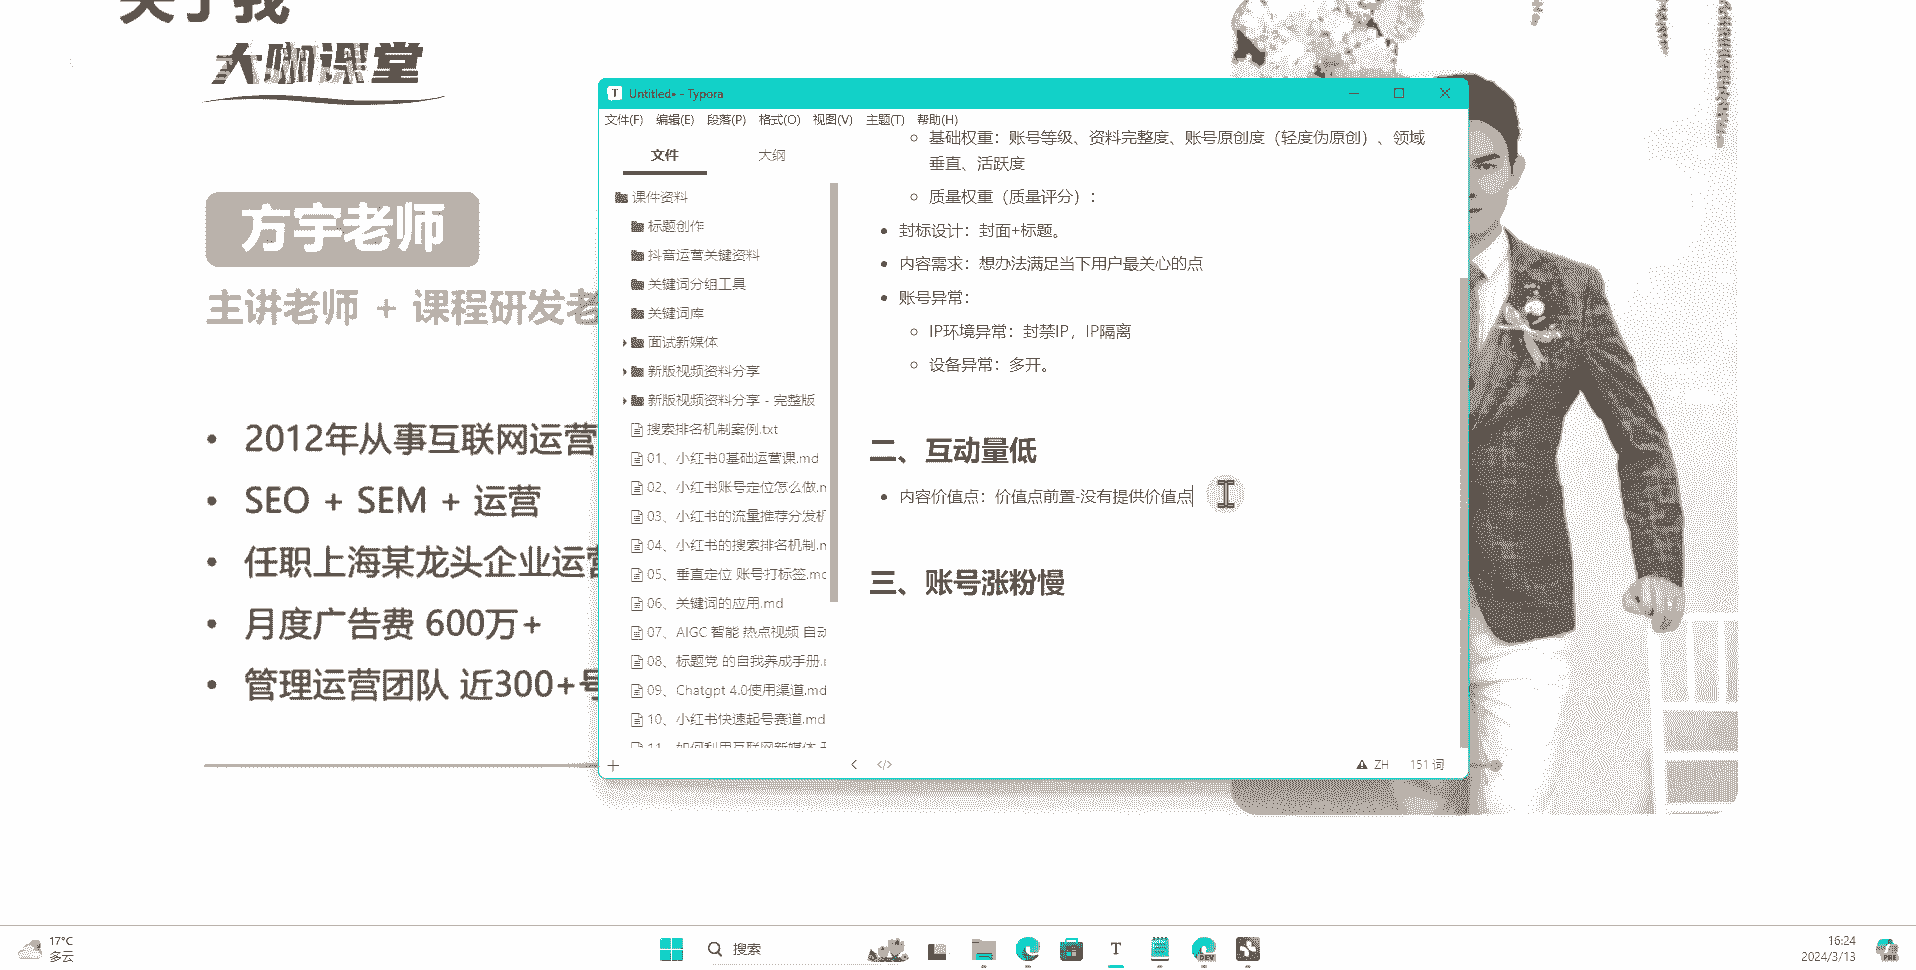 关于我
大咖课堂
方宇老师
主讲老师 + 课程研发老
2012年从事互联网运营
SEO + SEM + 运营
任职上海某龙头企业运营
月度广告费 600万+
管理运营团队 近300+号
Untitled• - Typora
文件(F) 编辑(E) 段落(P) 格式(O) 视图(V) 主题(T) 帮助(H)
文件 大纲
课件资料
标题创作
抖音运营关键资料
关键词分组工具
关键词库
面试新媒体
新版视频资料分享
新版视频资料分享 - 完整版
搜索排名机制案例.txt
01、小红书0基础运营课.md
02、小红书账号定位怎么做.m
03、小红书的流量推荐分发机
04、小红书的搜索排名机制.m
05、垂直定位 账号打标签.md
06、关键词的应用.md
07、AIGC 智能 热点视频 自动
08、标题党 的自我养成手册.
09、Chatgpt 4.0使用渠道.md
10、小红书快速起号赛道.md
11、如何利用互联网新媒体
基础权重：账号等级、资料完整度、账号原创度（轻度伪原创）、领域
垂直、活跃度
质量权重（质量评分）：
封标设计：封面+标题。
内容需求：想办法满足当下用户最关心的点
账号异常：
IP环境异常：封禁IP，IP隔离
设备异常：多开。
二、互动量低
内容价值点：价值点前置-没有提供价值点
三、账号涨粉慢
ZH 151 词
17°C
多云
搜索
T
DEV
16:24
2024/3/13
PRE